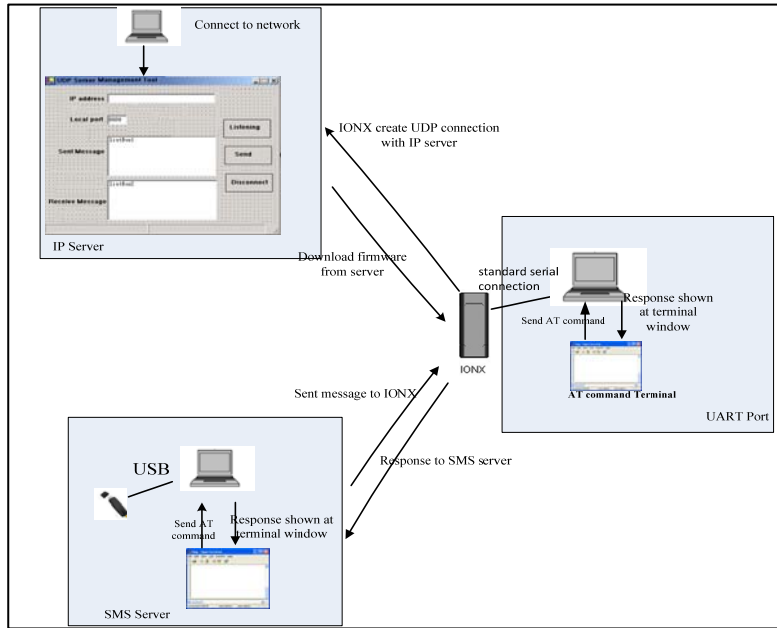 Connect to network
UDP Server Management Tool
IP address
Local port
Listening
Sent Message
listBox1
Send
listBox2
Disconnect
Receive Message
IP Server
IONX create UDP connection
with IP server
Download firmware
from server
standard serial
connection
Send AT command
Response shown
at terminal
window
AT command Terminal
UART Port
IONX
Sent message to IONX
Response to SMS server
USB
Send AT
command
Response shown at
terminal window
SMS Server